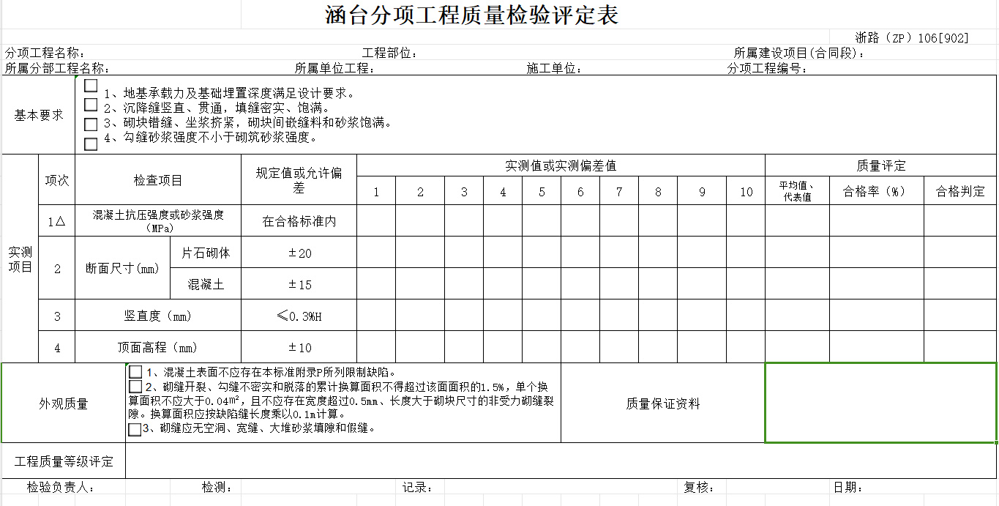 涵台分项工程质量检验评定表
浙路（ZP）106[902]
分项工程名称： 工程部位： 所属建设项目(合同段)：
所属分部工程名称： 所属单位工程： 施工单位： 分项工程编号：
基本要求
1、地基承载力及基础埋置深度满足设计要求。
2、沉降缝竖直、贯通，填缝密实、饱满。
3、砌块错缝、坐浆挤紧，砌块间嵌缝料和砂浆饱满。
4、勾缝砂浆强度不小于砌筑砂浆强度。
实测
项目
项次 检查项目 规定值或允许偏
差
实测值或实测偏差值 质量评定
1 2 3 4 5 6 7 8 9 10 平均值、
代表值 合格率（%） 合格判定
1△ 混凝土抗压强度或砂浆强度
（MPa） 在合格标准内
2 断面尺寸(mm) 片石砌体 ±20
混凝土 ±15
3 竖直度（mm） ≤0.3%H
4 顶面高程（mm） ±10
外观质量
1、混凝土表面不应存在本标准附录P所列限制缺陷。
2、砌缝开裂、勾缝不密实和脱落的累计换算面积不得超过该面面积的1.5%，单个换
算面积不应大于0.04m²，且不应存在宽度超过0.5mm、长度大于砌块尺寸的非受力砌缝裂
隙。换算面积应按缺陷缝长度乘以0.1m计算。
3、砌缝应无空洞、宽缝、大堆砂浆填隙和假缝。
质量保证资料
工程质量等级评定
检验负责人： 检测： 记录： 复核： 日期：